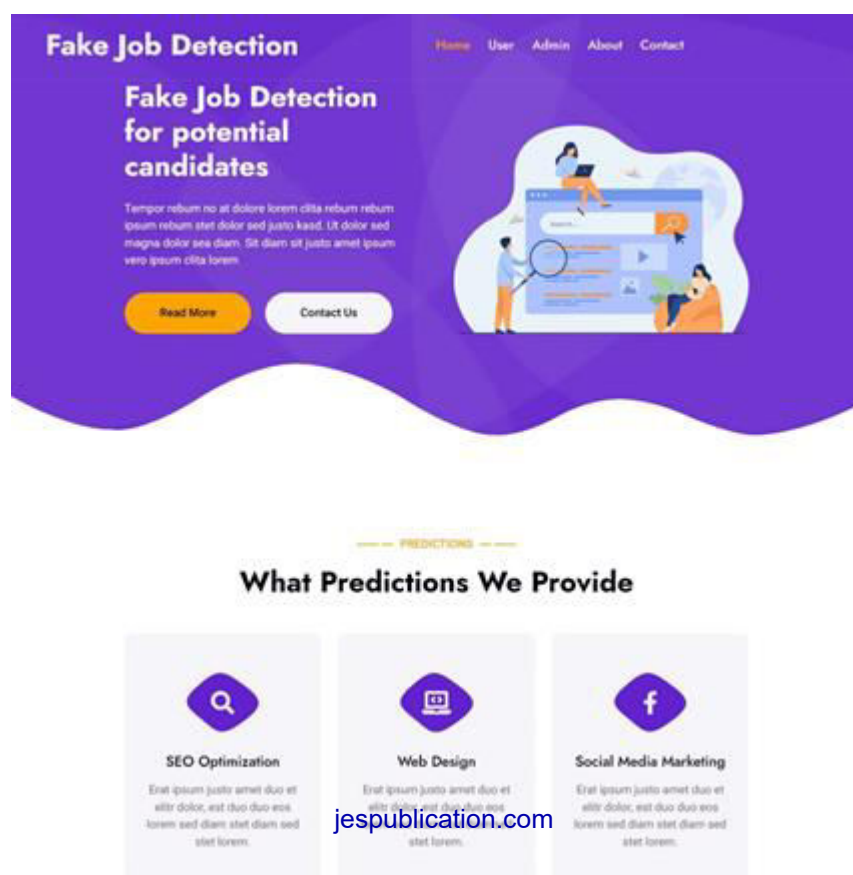 Fake Job Detection
Home User Admin About Contact
Fake Job Detection
for potential
candidates
Tempor rebum no at dolore lorem clita rebum rebum
ipsum rebum stet dolor sed justo kasd. Ut dolor sed
magna dolor sea diam. Sit diam sit justo amet ipsum
vero ipsum clita lorem
Read More
Contact Us
Search...
PREDICTIONS
What Predictions We Provide
SEO Optimization
Erat ipsum justo amet duo et
elitr dolor, est duo duo eos
lorem sed diam stet diam sed
stet lorem.
Web Design
Erat ipsum justo amet duo et
elitr dolor, est duo duo eos
stet lorem.
Social Media Marketing
Erat ipsum justo amet duo et
elitr dolor, est duo duo eos
lorem sed diam stet diam sed
stet lorem.
jespublication.com